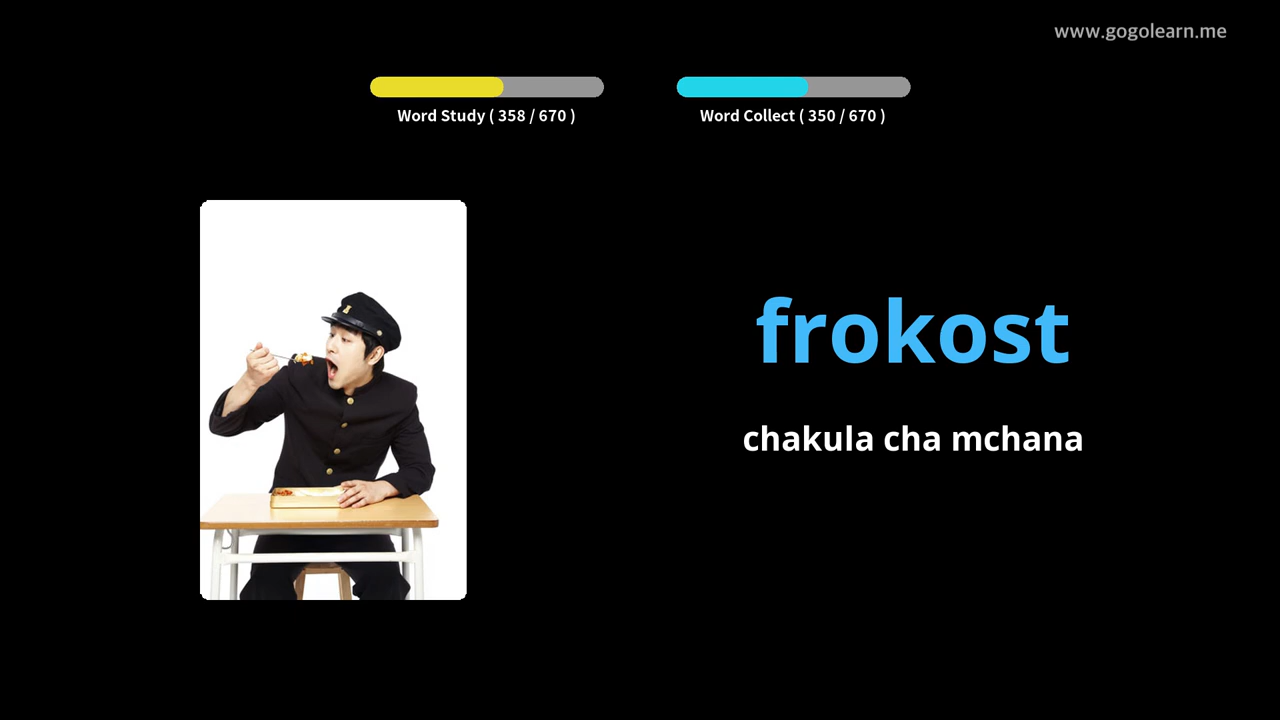 www.gogolearn.me
Word Study ( 358 / 670 )
Word Collect ( 350 / 670 )
frokost
chakula cha mchana